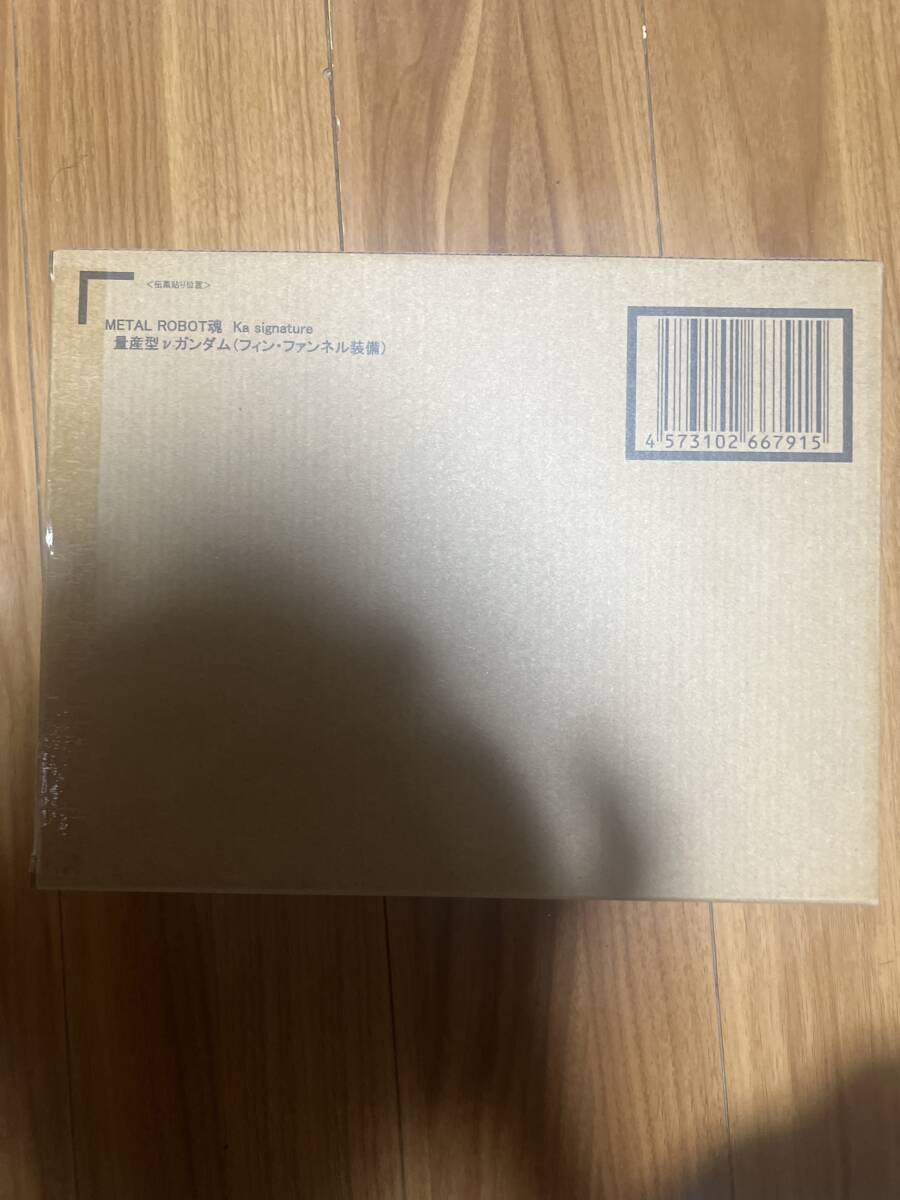 <伝票貼り位置>
METAL ROBOT魂 Ka signature
量産型νガンダム(フィン・ファンネル装備)
4 573102 667915